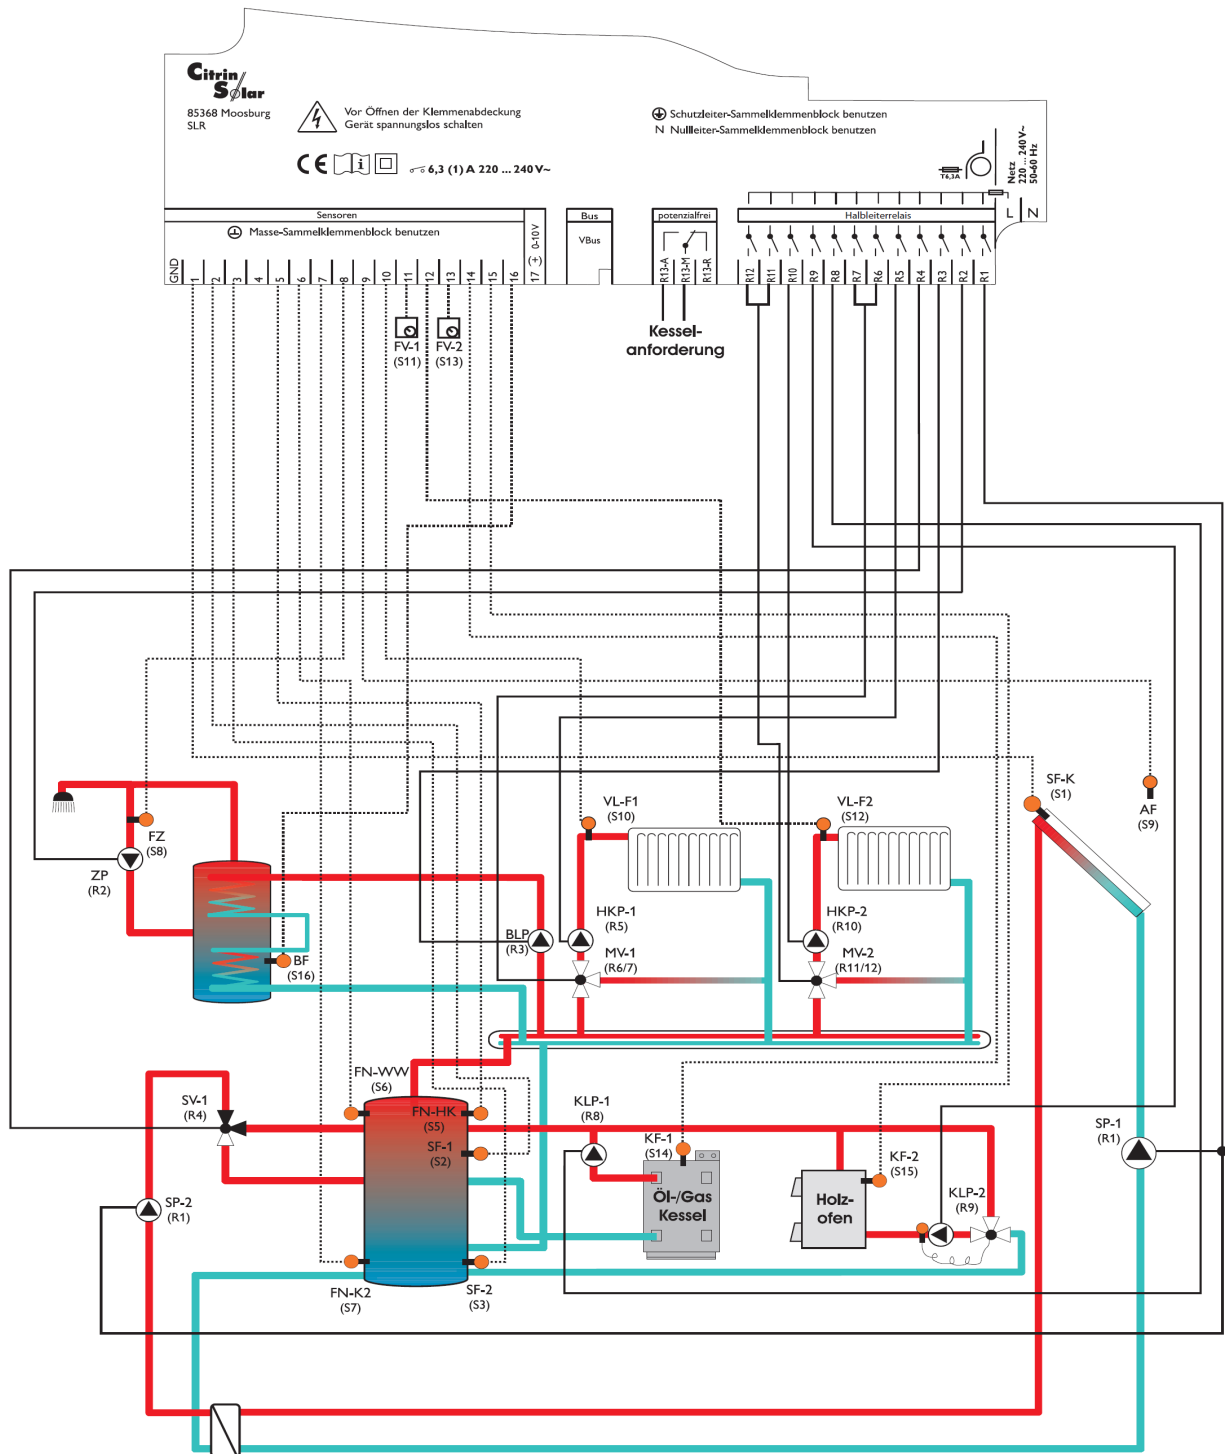 Citrin
Solar
85368 Moosburg
SLR
Vor Öffnen der Klemmenabdeckung
Gerät spannungslos schalten
CE
i
6,3 (1) A 220 ... 240 V~
Schutzleiter-Sammelklemmenblock benutzen
N Nullleiter-Sammelklemmenblock benutzen
T6,3A
Netz
220 ... 240 V~
50-60 Hz
L N
Sensoren
Masse-Sammelklemmenblock benutzen
Bus
VBus
potenzialfrei
Halbleiterrelais
GND 1 2 3 4 5 6 7 8 9 10 11 12 13 14 15 16 17 (+) 0-10 V
R13-A R13-M R13-R
R12 R11 R10 R9 R8 R7 R6 R5 R4 R3 R2 R1
Kessel-
anforderung
FV-1
(S11)
FV-2
(S13)
FZ
(S8)
ZP
(R2)
BF
(S16)
BLP
(R3)
VL-F1
(S10)
HKP-1
(R5)
MV-1
(R6/7)
VL-F2
(S12)
HKP-2
(R10)
MV-2
(R11/12)
SF-K
(S1)
AF
(S9)
FN-WW
(S6)
SV-1
(R4)
FN-HK
(S5)
SF-1
(S2)
KLP-1
(R8)
KF-1
(S14)
Öl-/Gas
Kessel
KF-2
(S15)
Holz-
ofen
KLP-2
(R9)
SP-1
(R1)
SP-2
(R1)
FN-K2
(S7)
SF-2
(S3)